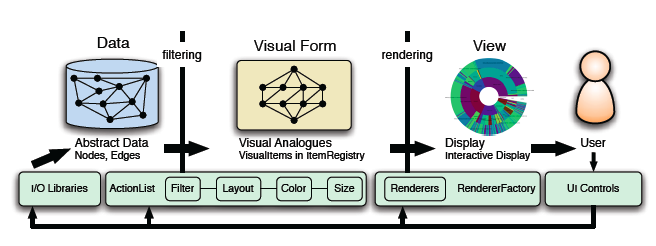 Data
filtering
Visual Form
rendering
View
Abstract Data
Nodes, Edges
Visual Analogues
VisualItems in ItemRegistry
Display
Interactive Display
User
I/O Libraries
ActionList
Filter
Layout
Color
Size
Renderers
RendererFactory
UI Controls